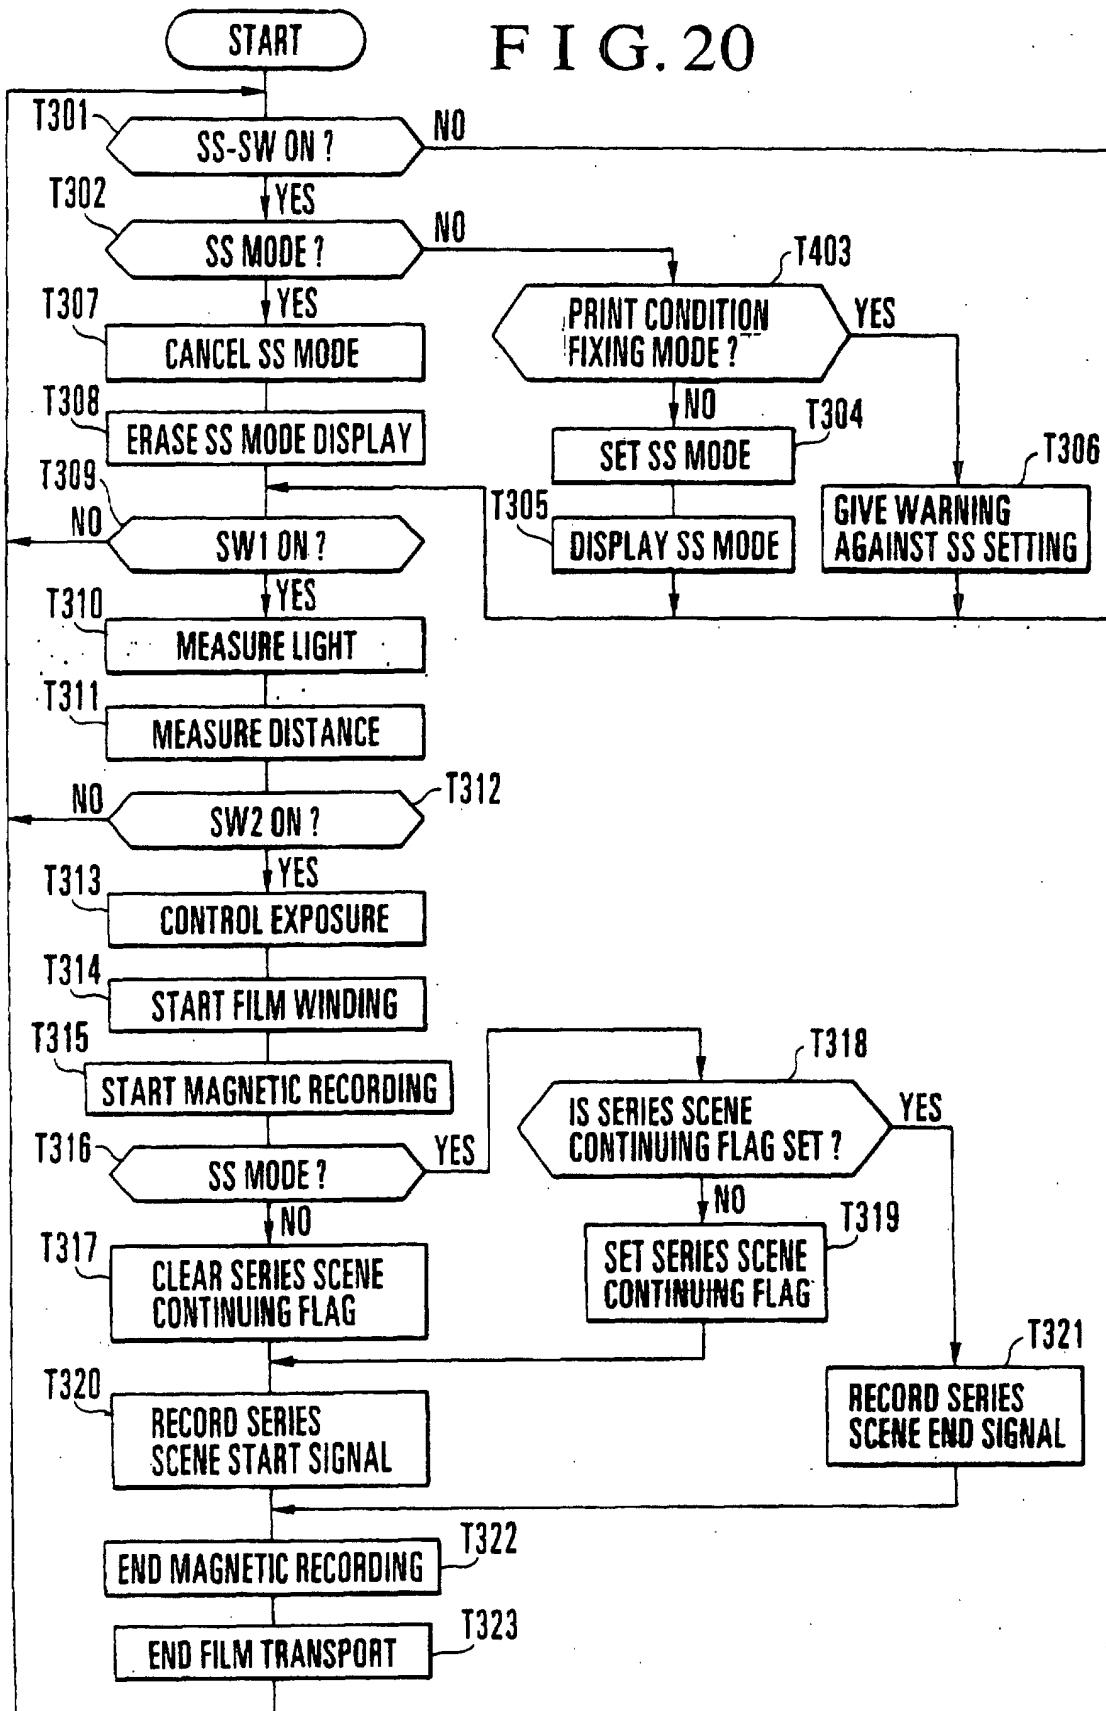 START
F I G. 20
T301
SS-SW ON ?
NO
YES
T302
SS MODE ?
NO
YES
T403
PRINT CONDITION
FIXING MODE ?
YES
NO
T307
CANCEL SS MODE
T308
ERASE SS MODE DISPLAY
T304
SET SS MODE
T305
DISPLAY SS MODE
T306
GIVE WARNING
AGAINST SS SETTING
T309
NO
SW1 ON ?
YES
T310
MEASURE LIGHT
T311
MEASURE DISTANCE
T312
NO
SW2 ON ?
YES
T313
CONTROL EXPOSURE
T314
START FILM WINDING
T315
START MAGNETIC RECORDING
T316
SS MODE ?
YES
NO
T318
IS SERIES SCENE
CONTINUING FLAG SET ?
YES
NO
T317
CLEAR SERIES SCENE
CONTINUING FLAG
T319
SET SERIES SCENE
CONTINUING FLAG
T320
RECORD SERIES
SCENE START SIGNAL
T321
RECORD SERIES
SCENE END SIGNAL
T322
END MAGNETIC RECORDING
T323
END FILM TRANSPORT